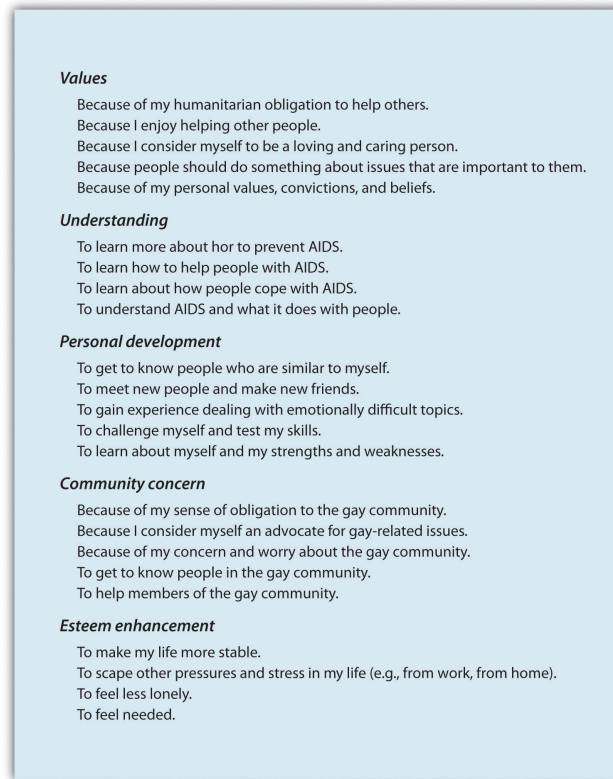 Values
Because of my humanitarian obligation to help others.
Because I enjoy helping other people.
Because I consider myself to be a loving and caring person.
Because people should do something about issues that are important to them.
Because of my personal values, convictions, and beliefs.
Understanding
To learn more about hor to prevent AIDS.
To learn how to help people with AIDS.
To learn about how people cope with AIDS.
To understand AIDS and what it does with people.
Personal development
To get to know people who are similar to myself.
To meet new people and make new friends.
To gain experience dealing with emotionally difficult topics.
To challenge myself and test my skills.
To learn about myself and my strengths and weaknesses.
Community concern
Because of my sense of obligation to the gay community.
Because I consider myself an advocate for gay-related issues.
Because of my concern and worry about the gay community.
To get to know people in the gay community.
To help members of the gay community.
Esteem enhancement
To make my life more stable.
To scape other pressures and stress in my life (e.g., from work, from home).
To feel less lonely.
To feel needed.